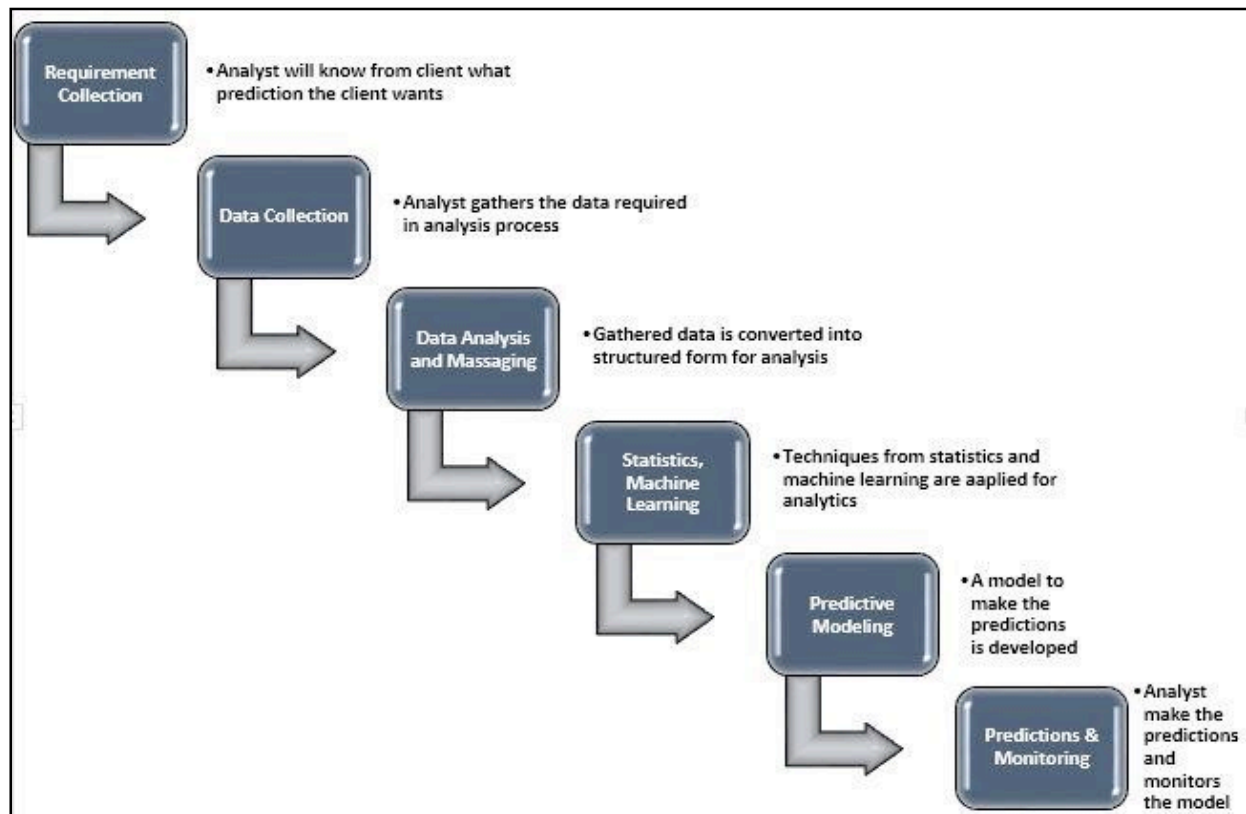 Requirement
Collection
•Analyst will know from client what
prediction the client wants
Data Collection
•Analyst gathers the data required
in analysis process
Data Analysis
and Massaging
•Gathered data is converted into
structured form for analysis
Statistics,
Machine
Learning
•Techniques from statistics and
machine learning are aaplied for
analytics
Predictive
Modeling
•A model to
make the
predictions
is developed
Predictions &
Monitoring
•Analyst
make the
predictions
and
monitors
the model